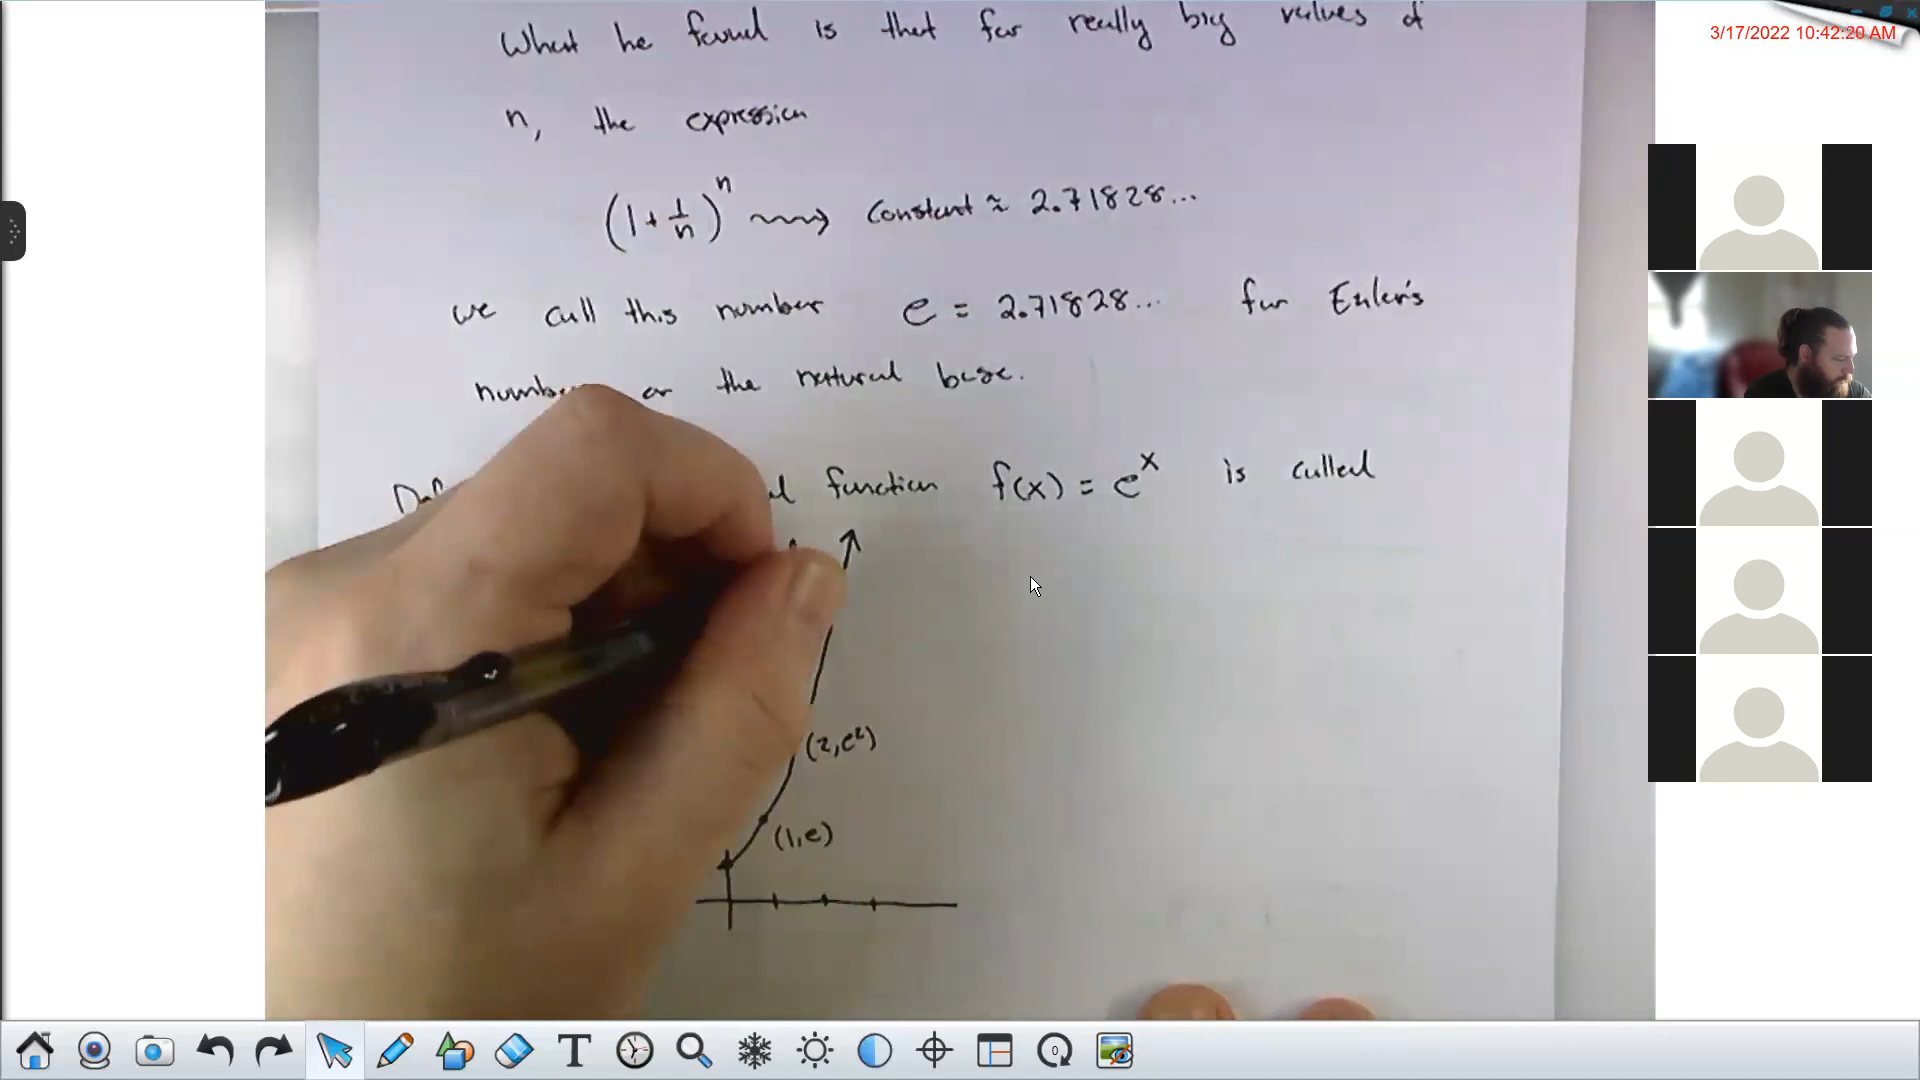 3/17/2022 10:42:20 AM
What he found is that for really big values of
n, the expression
(1 + 1/n)^n ⟿ constant ≈ 2.71828...
we call this number e = 2.71828... for Euler's
number or the natural base.
function f(x) = e^x is called
(2, e²)
(1, e)
T
0